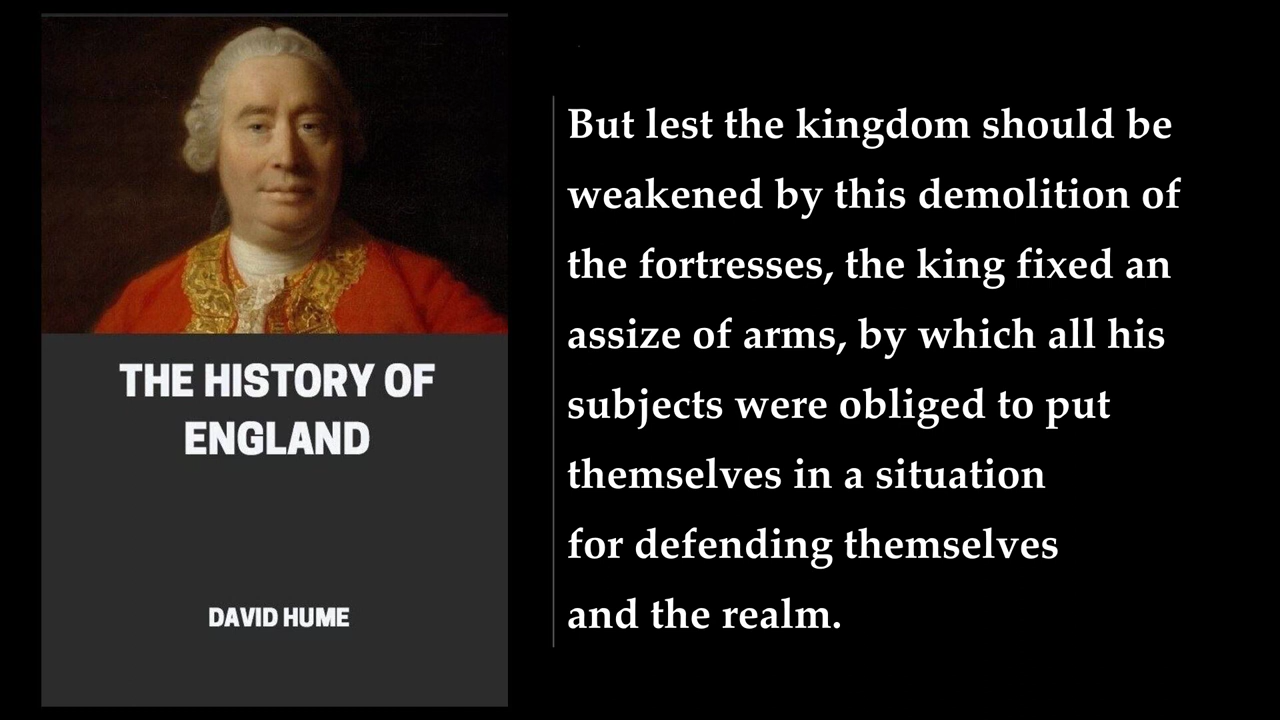 THE HISTORY OF
ENGLAND
DAVID HUME
But lest the kingdom should be
weakened by this demolition of
the fortresses, the king fixed an
assize of arms, by which all his
subjects were obliged to put
themselves in a situation
for defending themselves
and the realm.